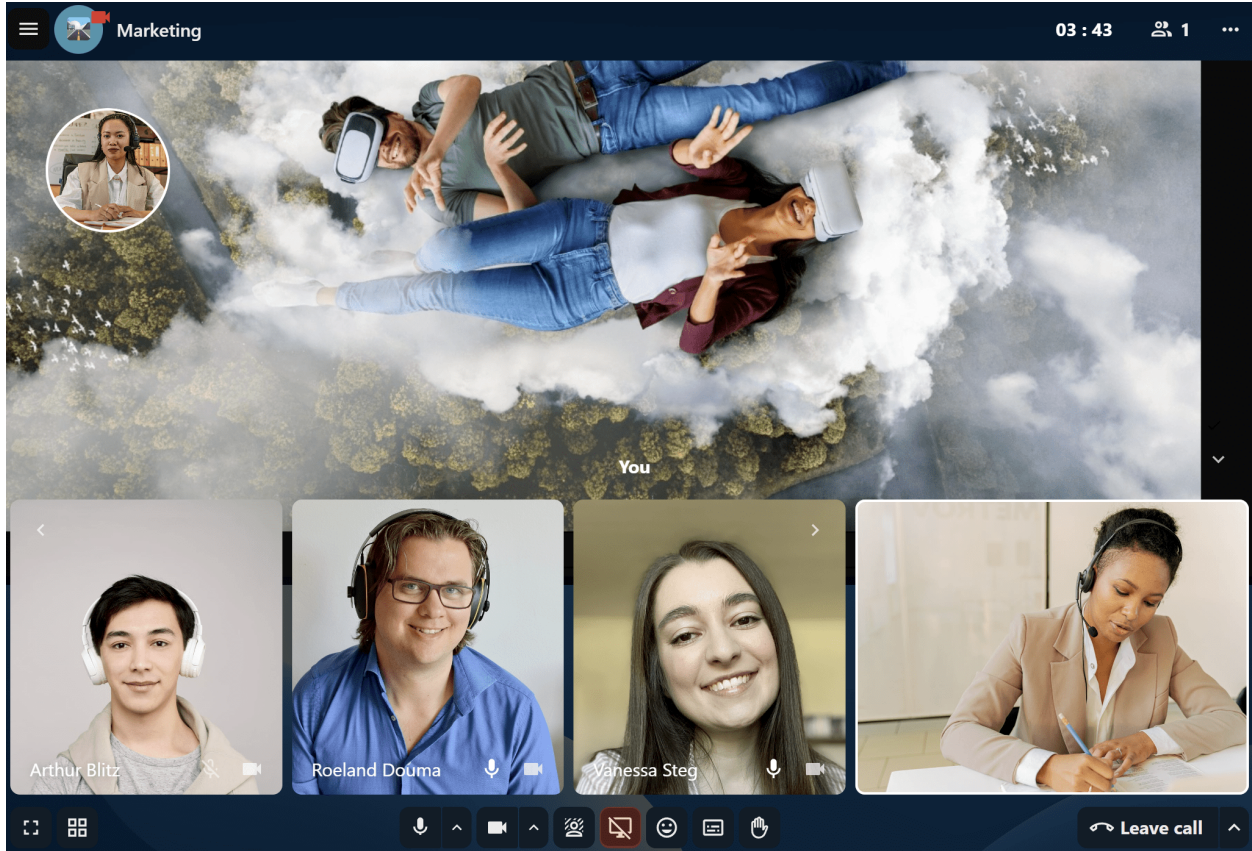 Marketing
03 : 43
1
You
Arthur Blitz
Roeland Douma
Vanessa Steg
Leave call